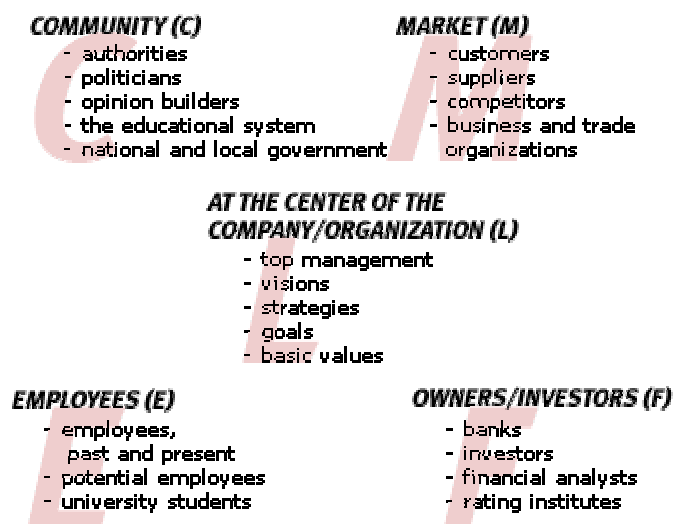 COMMUNITY (C)
- authorities
- politicians
- opinion builders
- the educational system
- national and local government
MARKET (M)
- customers
- suppliers
- competitors
- business and trade
organizations
AT THE CENTER OF THE
COMPANY/ORGANIZATION (L)
- top management
- visions
- strategies
- goals
- basic values
EMPLOYEES (E)
- employees,
past and present
- potential employees
- university students
OWNERS/INVESTORS (F)
- banks
- investors
- financial analysts
- rating institutes
C
M
L
E
F